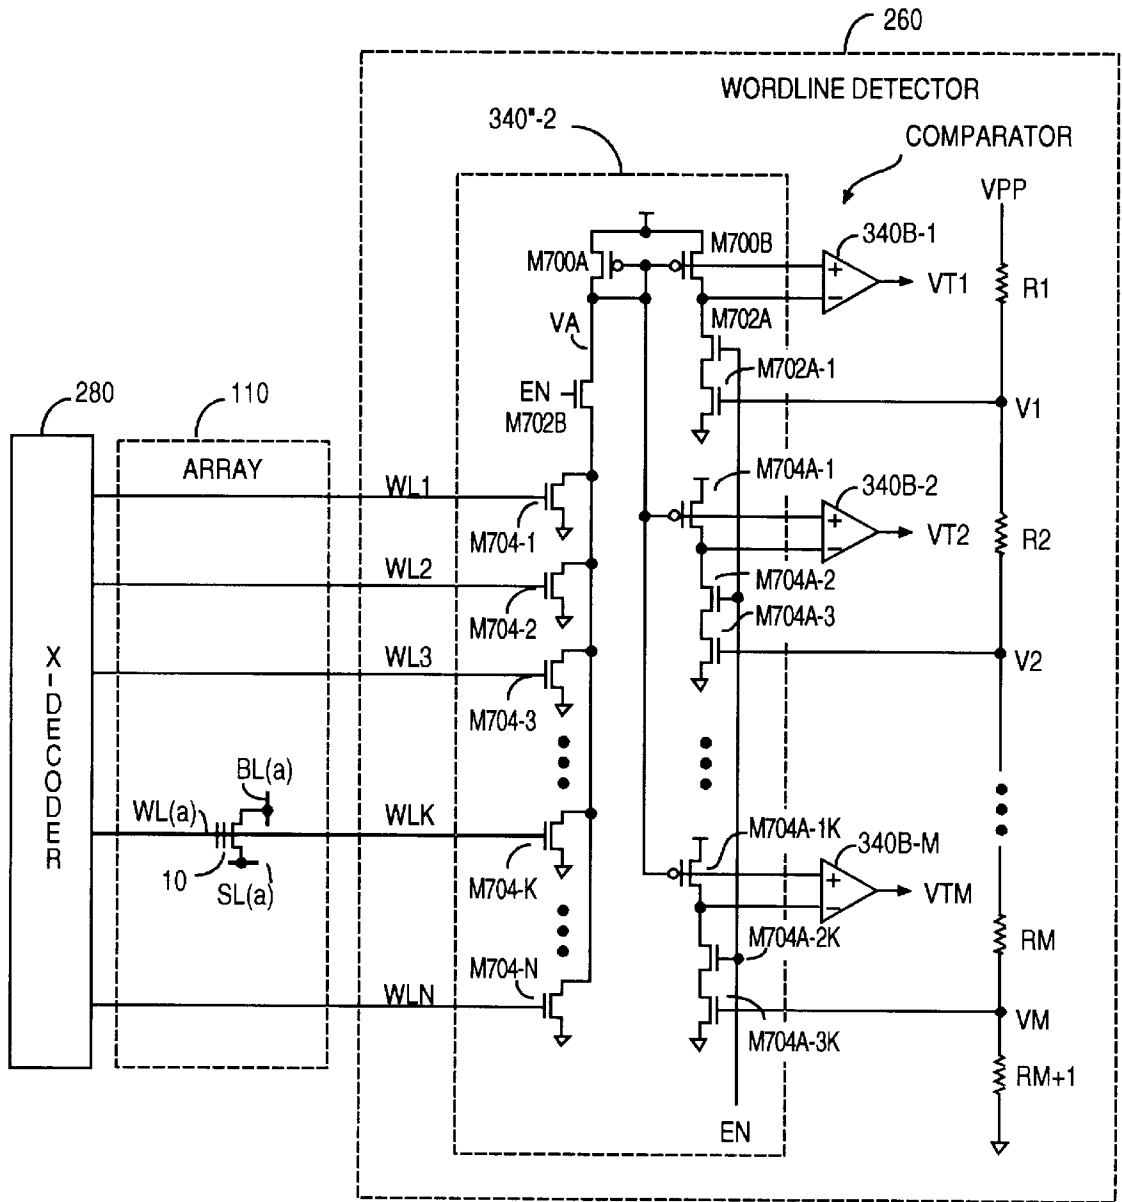 260
WORDLINE DETECTOR
340"-2
COMPARATOR
VPP
M700A
M700B
340B-1
+
−
VT1
R1
VA
M702A
M702A-1
280
110
EN
M702B
V1
ARRAY
WL1
M704-1
M704A-1
340B-2
+
−
VT2
R2
WL2
M704-2
M704A-2
M704A-3
X-DECODER
WL3
M704-3
V2
BL(a)
WL(a)
WLK
10
SL(a)
M704-K
M704A-1K
340B-M
+
−
VTM
RM
M704-N
M704A-2K
WLN
VM
M704A-3K
RM+1
EN